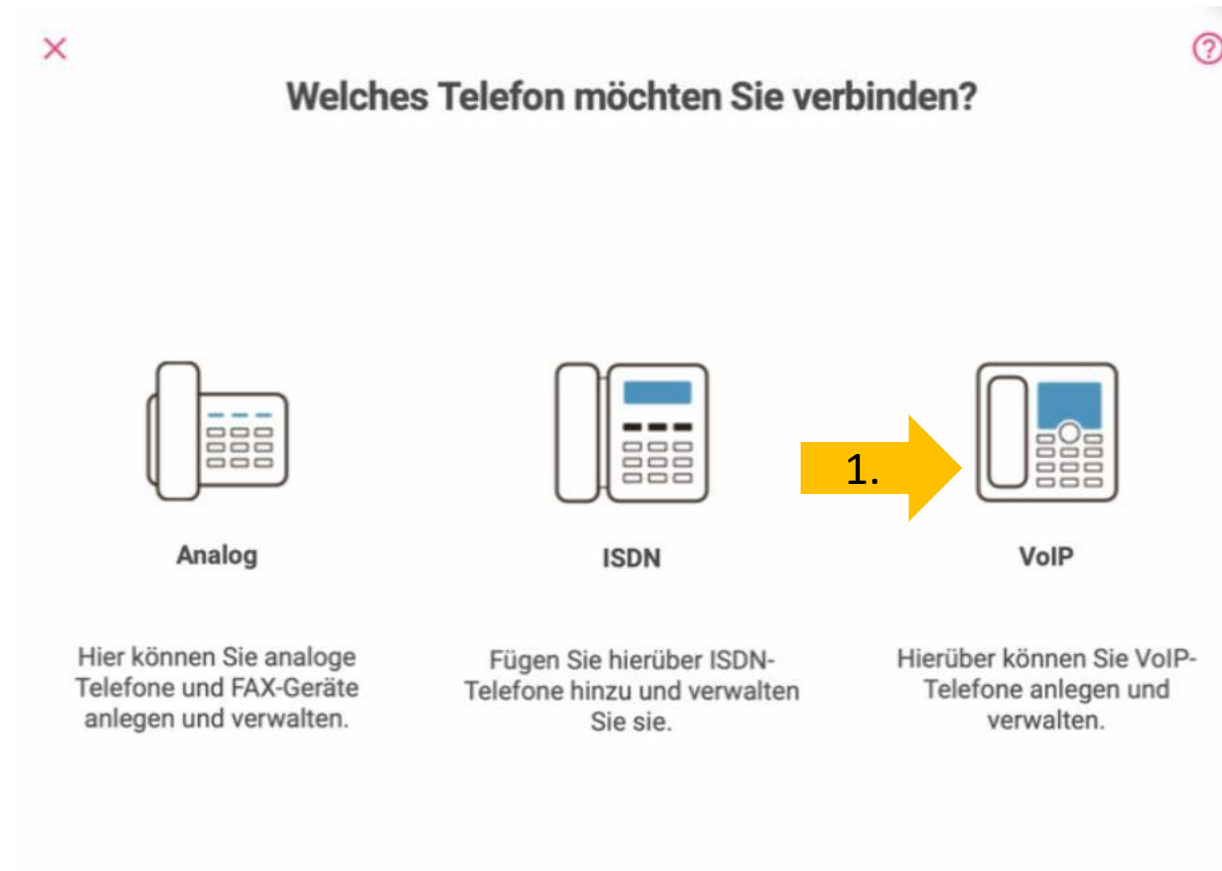 Welches Telefon möchten Sie verbinden?
1.
Analog
Hier können Sie analoge
Telefone und FAX-Geräte
anlegen und verwalten.
ISDN
Fügen Sie hierüber ISDN-
Telefone hinzu und verwalten
Sie sie.
VoIP
Hierüber können Sie VoIP-
Telefone anlegen und
verwalten.